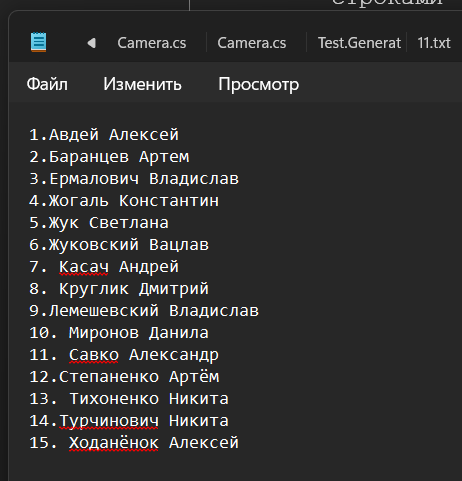 строками
Camera.cs Camera.cs Test.Generat 11.txt
Файл Изменить Просмотр
1.Авдей Алексей
2.Баранцев Артем
3.Ермалович Владислав
4.Жогаль Константин
5.Жук Светлана
6.Жуковский Вацлав
7. Касач Андрей
8. Круглик Дмитрий
9.Лемешевский Владислав
10. Миронов Данила
11. Савко Александр
12.Степаненко Артём
13. Тихоненко Никита
14.Турчинович Никита
15. Ходанёнок Алексей